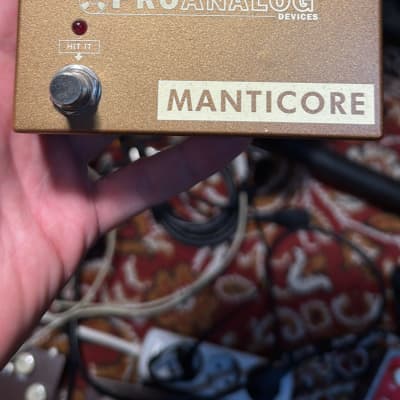 PROANALOG
DEVICES
HIT IT
MANTICORE